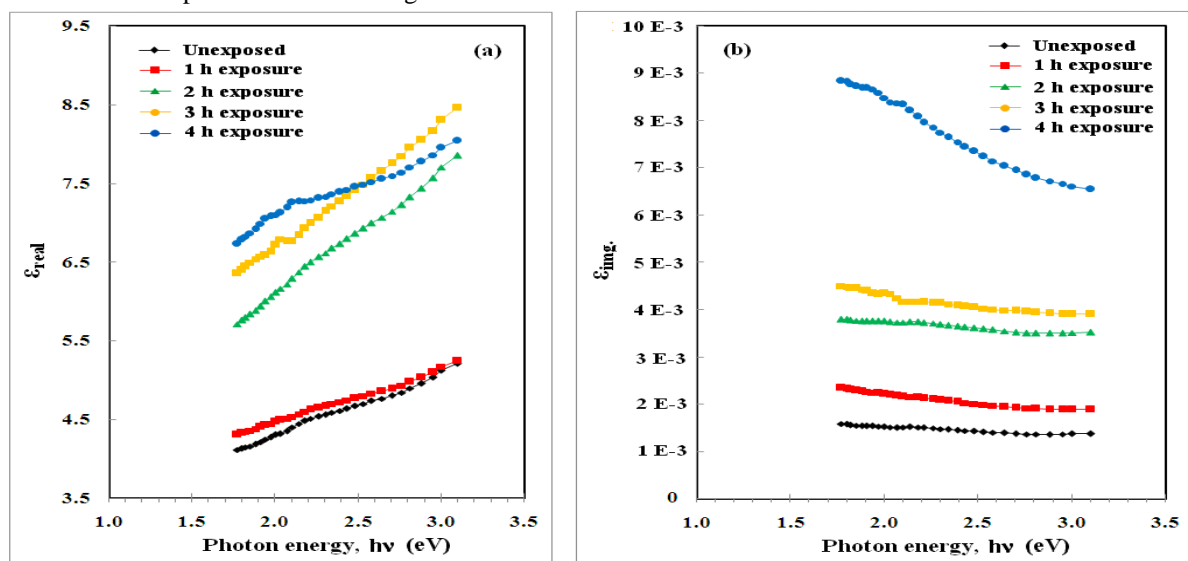 9.5
8.5
7.5
6.5
5.5
4.5
3.5
εreal
Unexposed
1 h exposure
2 h exposure
3 h exposure
4 h exposure
(a)
1.0 1.5 2.0 2.5 3.0 3.5
Photon energy, hν (eV)
10 E-3
9 E-3
8 E-3
7 E-3
6 E-3
5 E-3
4 E-3
3 E-3
2 E-3
1 E-3
0
εimg.
(b)
Unexposed
1 h exposure
2 h exposure
3 h exposure
4 h exposure
1.0 1.5 2.0 2.5 3.0 3.5
Photon energy, hν (eV)